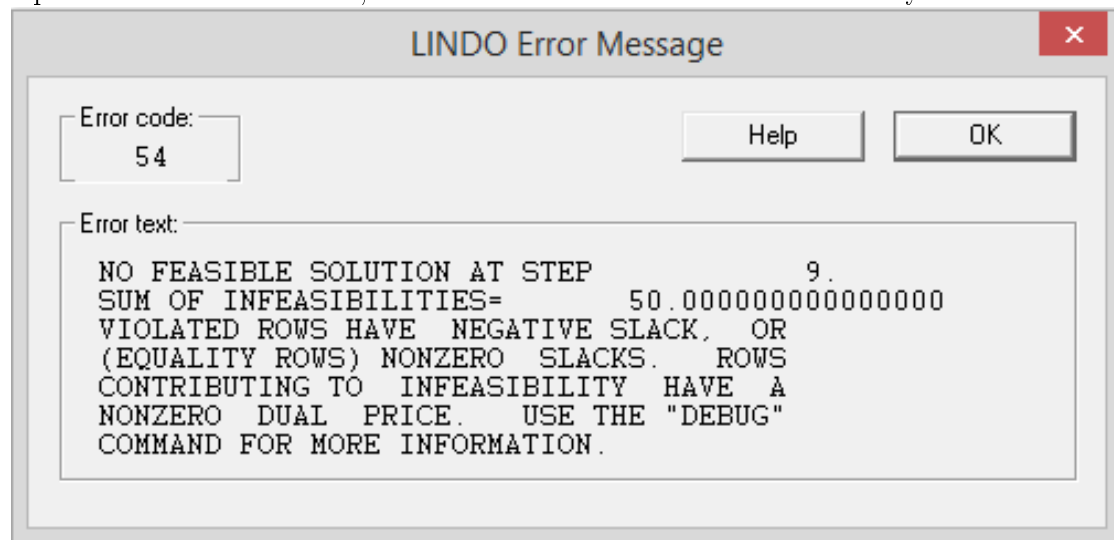 LINDO Error Message
×
Error code:
54
Help
OK
Error text:
NO FEASIBLE SOLUTION AT STEP 9.
SUM OF INFEASIBILITIES= 50.000000000000000
VIOLATED ROWS HAVE NEGATIVE SLACK, OR
(EQUALITY ROWS) NONZERO SLACKS. ROWS
CONTRIBUTING TO INFEASIBILITY HAVE A
NONZERO DUAL PRICE. USE THE "DEBUG"
COMMAND FOR MORE INFORMATION.